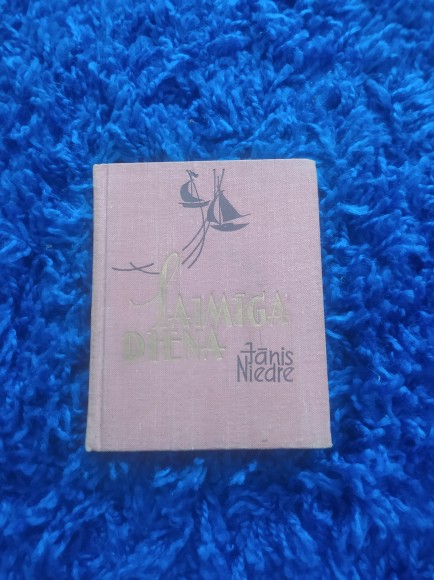 LAIMĪGA
DIENA
Jānis
Niedre